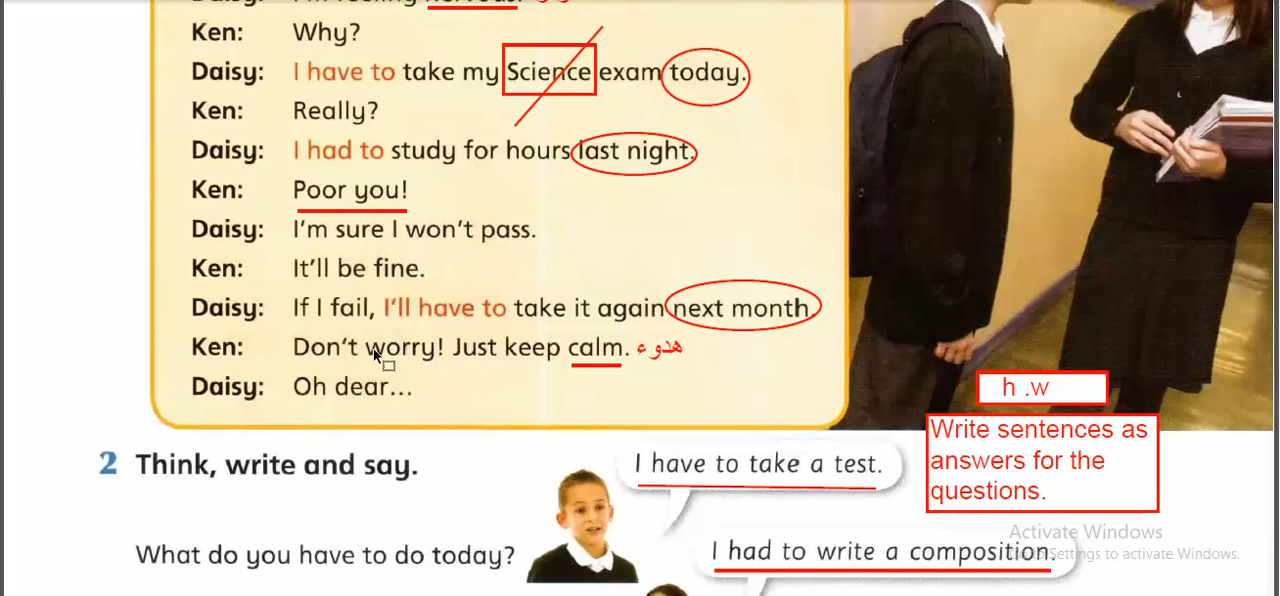 Ken: Why?
Daisy: I have to take my Science exam today.
Ken: Really?
Daisy: I had to study for hours last night.
Ken: Poor you!
Daisy: I'm sure I won't pass.
Ken: It'll be fine.
Daisy: If I fail, I'll have to take it again next month.
Ken: Don't worry! Just keep calm. هدوء
Daisy: Oh dear...
h .w
Write sentences as
answers for the
questions.
2 Think, write and say.
I have to take a test.
What do you have to do today?
I had to write a composition.
Activate Windows
Settings to activate Windows.